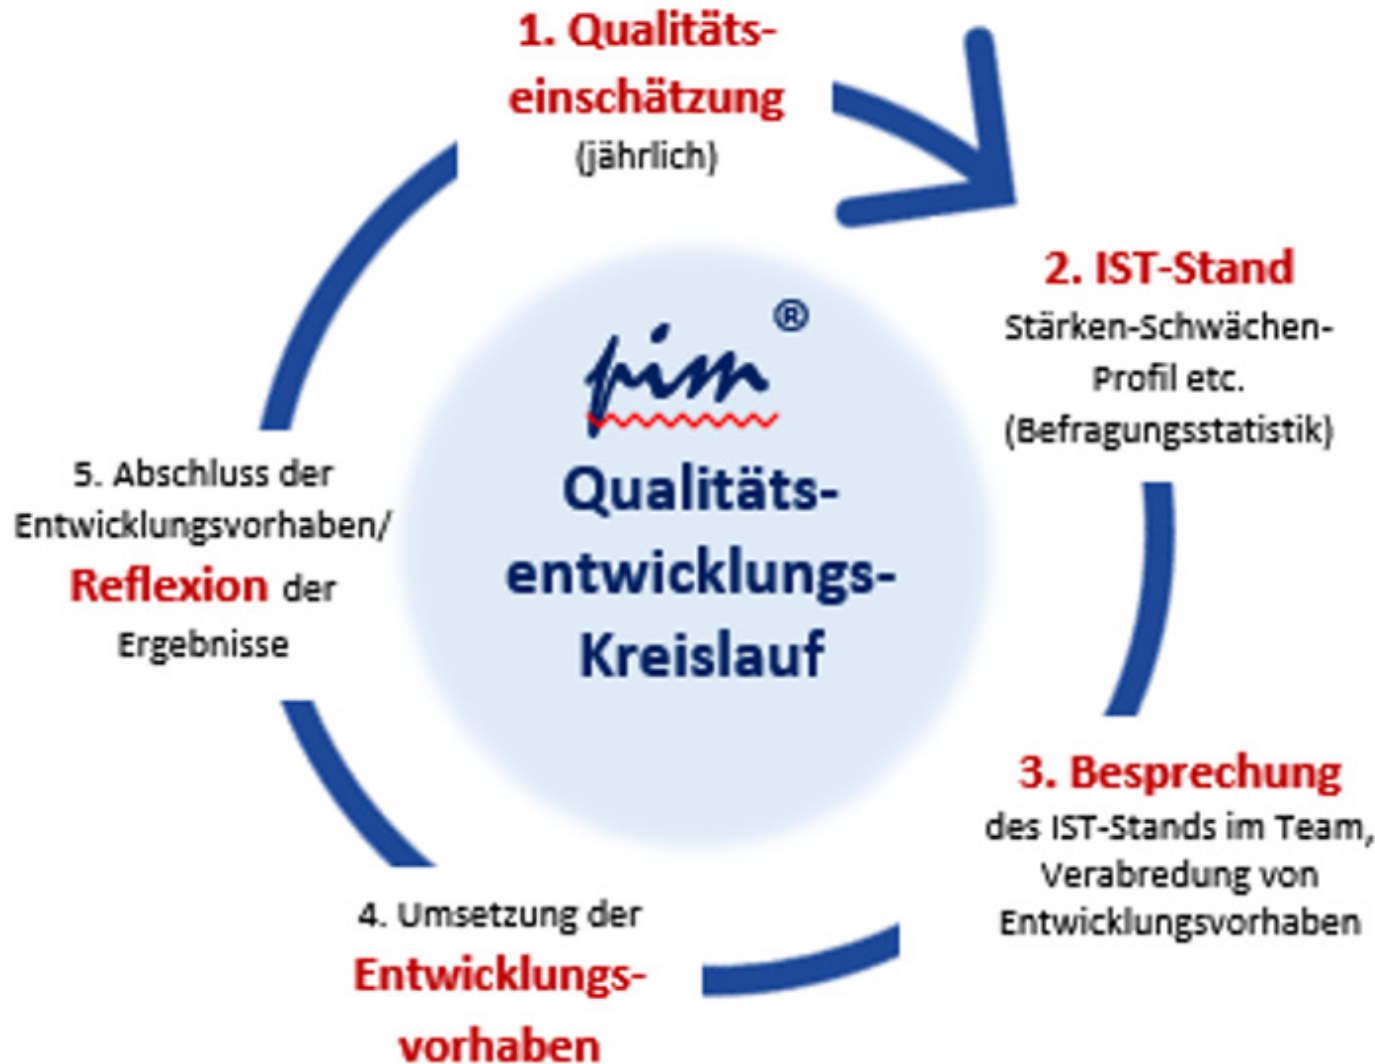 1. Qualitäts-
einschätzung
(jährlich)
2. IST-Stand
Stärken-Schwächen-
Profil etc.
(Befragungsstatistik)
3. Besprechung
des IST-Stands im Team,
Verabredung von
Entwicklungsvorhaben
4. Umsetzung der
Entwicklungs-
vorhaben
5. Abschluss der
Entwicklungsvorhaben/
Reflexion der
Ergebnisse
pim®
Qualitäts-
entwicklungs-
Kreislauf